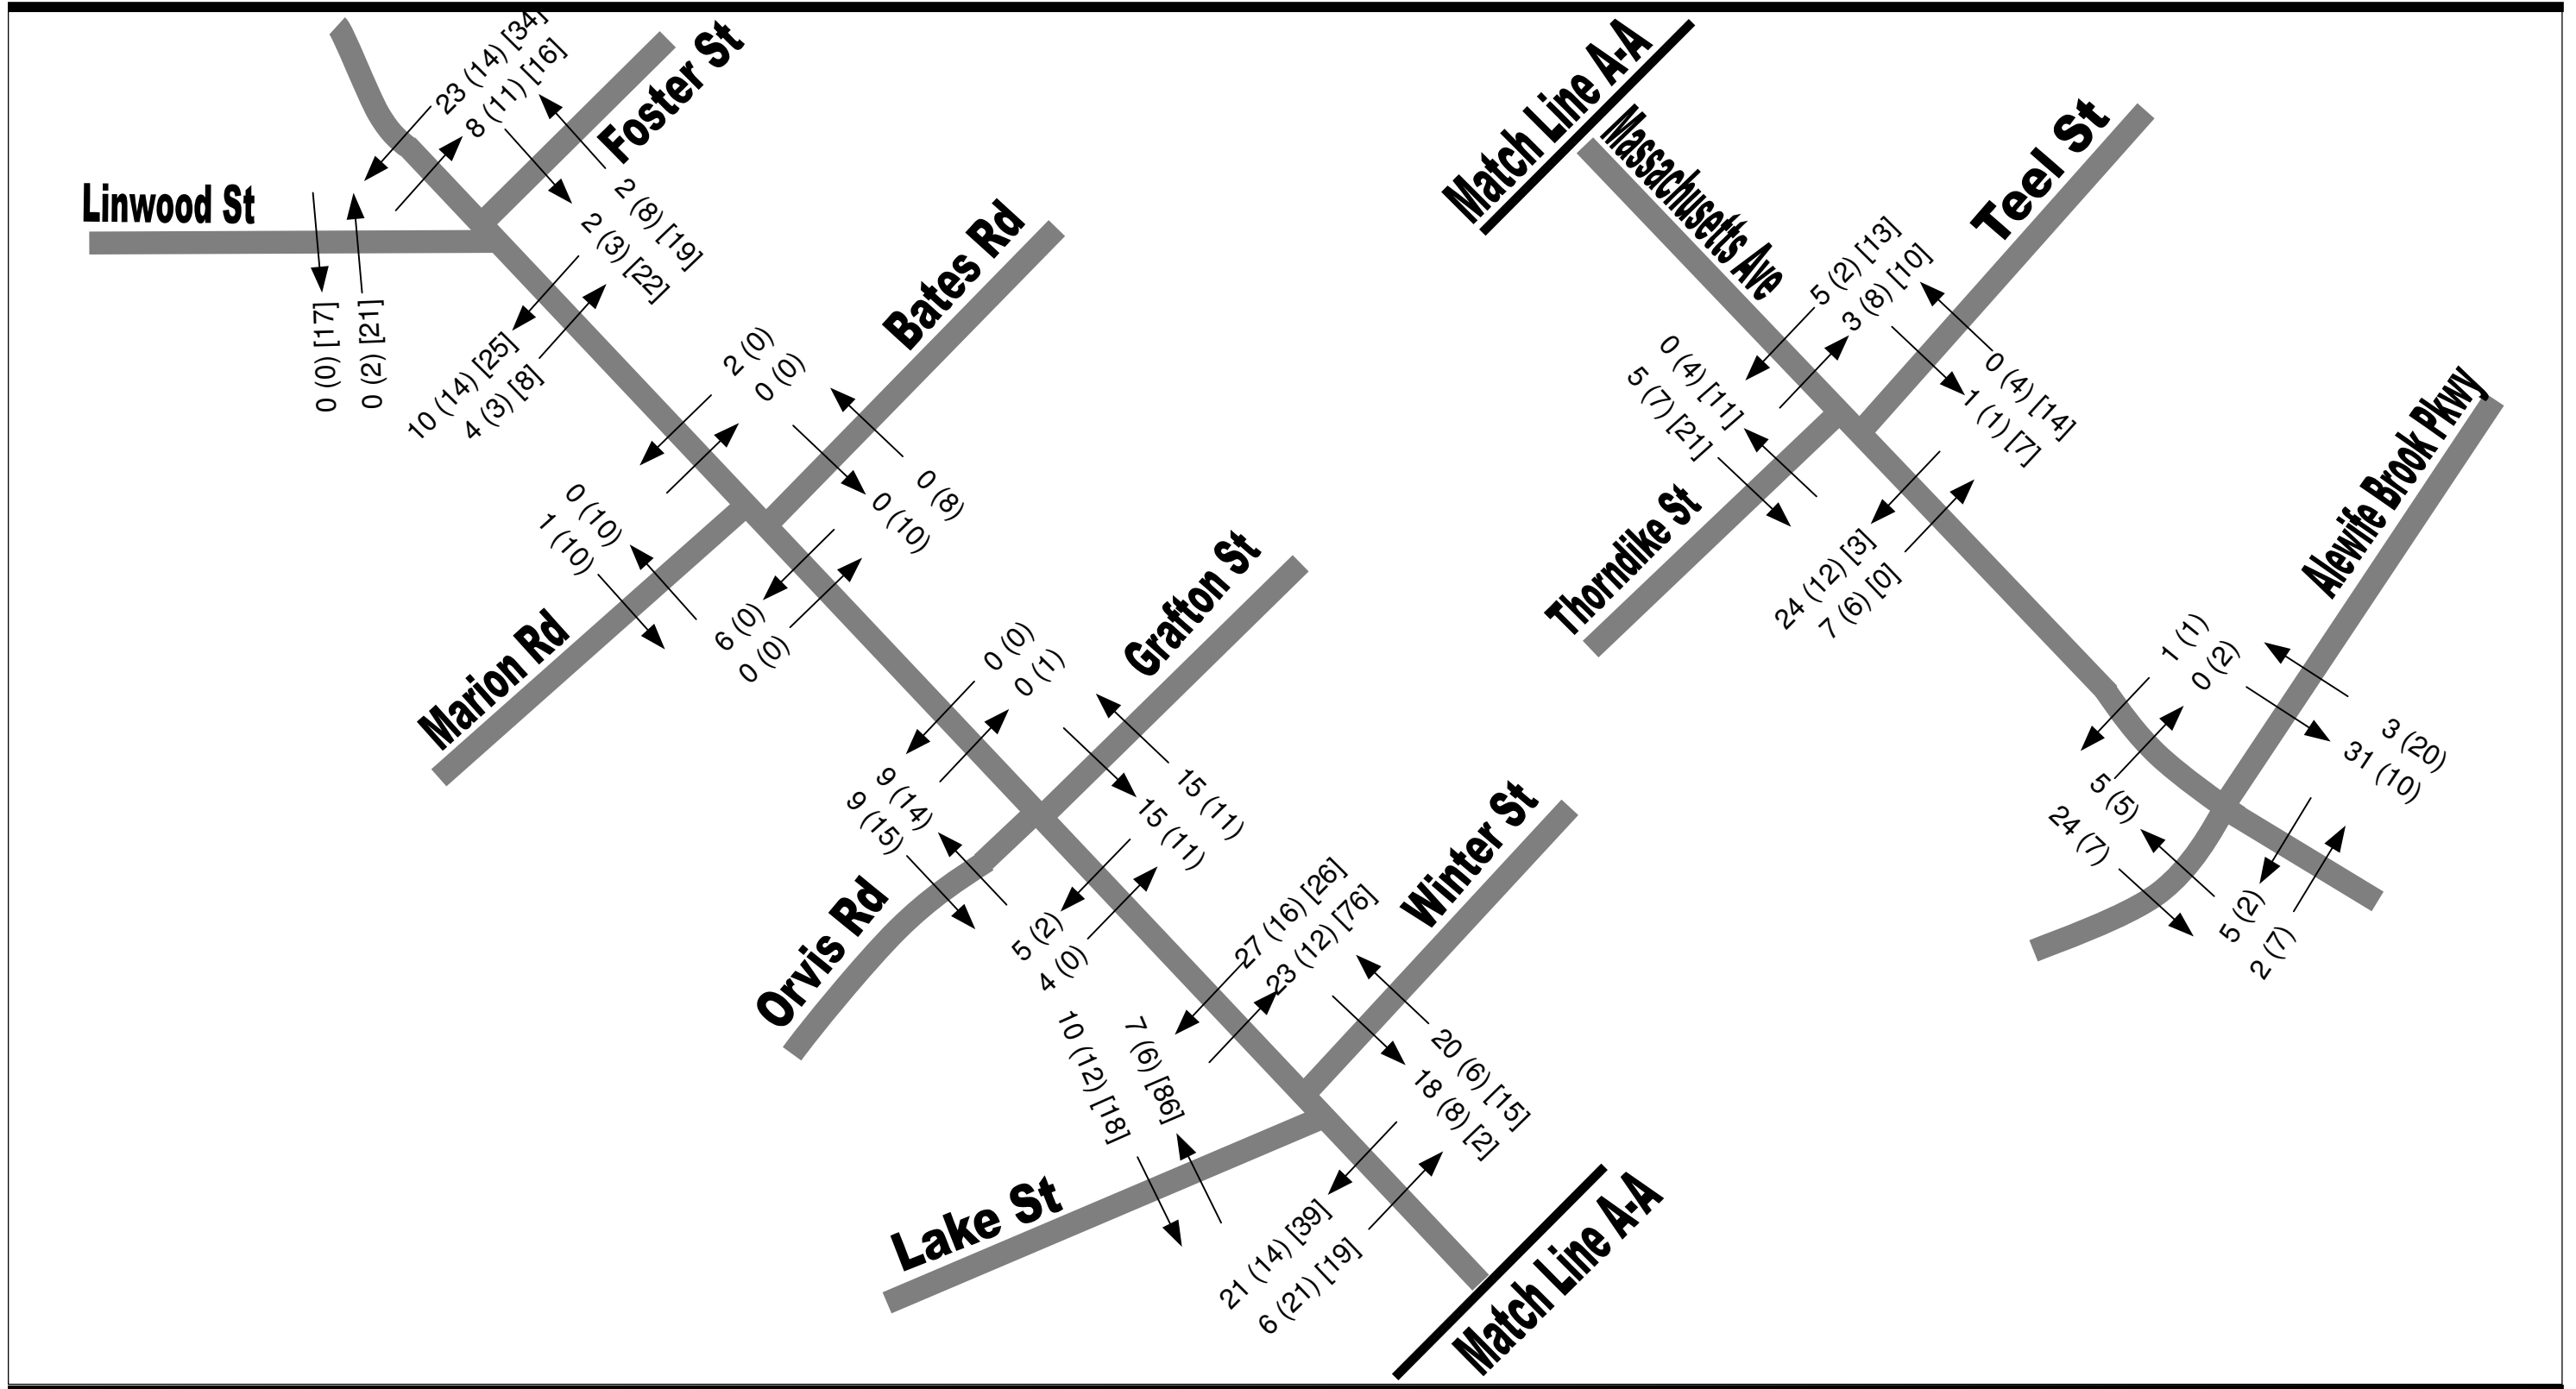 23 (14) [34]
8 (11) [16]
Foster St
Linwood St
2 (8) [19]
2 (3) [22]
0 (0) [17]
0 (2) [21]
10 (14) [25]
4 (3) [8]
Bates Rd
2 (0)
0 (0)
0 (8)
0 (10)
0 (10)
1 (10)
6 (0)
0 (0)
Marion Rd
Grafton St
0 (0)
0 (1)
15 (11)
15 (11)
9 (14)
9 (15)
5 (2)
4 (0)
Orvis Rd
Winter St
27 (16) [26]
23 (12) [76]
20 (6) [15]
18 (8) [2]
7 (6) [86]
10 (12) [18]
21 (14) [39]
6 (21) [19]
Lake St
Match Line A-A
Match Line A-A
Massachusetts Ave
Teel St
5 (2) [13]
3 (8) [10]
0 (4) [14]
1 (1) [7]
0 (4) [11]
5 (7) [21]
24 (12) [3]
7 (6) [0]
Thorndike St
Alewife Brook Pkwy
1 (1)
0 (2)
3 (20)
31 (10)
5 (5)
24 (7)
5 (2)
2 (7)